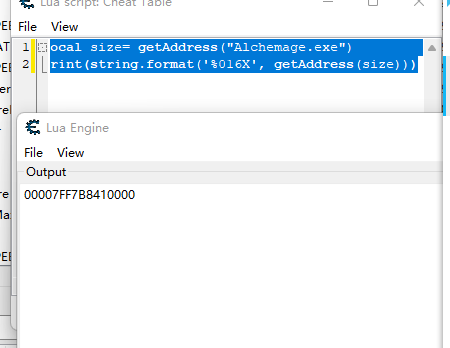 Lua script: Cheat Table
File View
1 ocal size= getAddress("Alchemage.exe")
2 rint(string.format('%016X', getAddress(size)))
Lua Engine
File View
Output
00007FF7B8410000